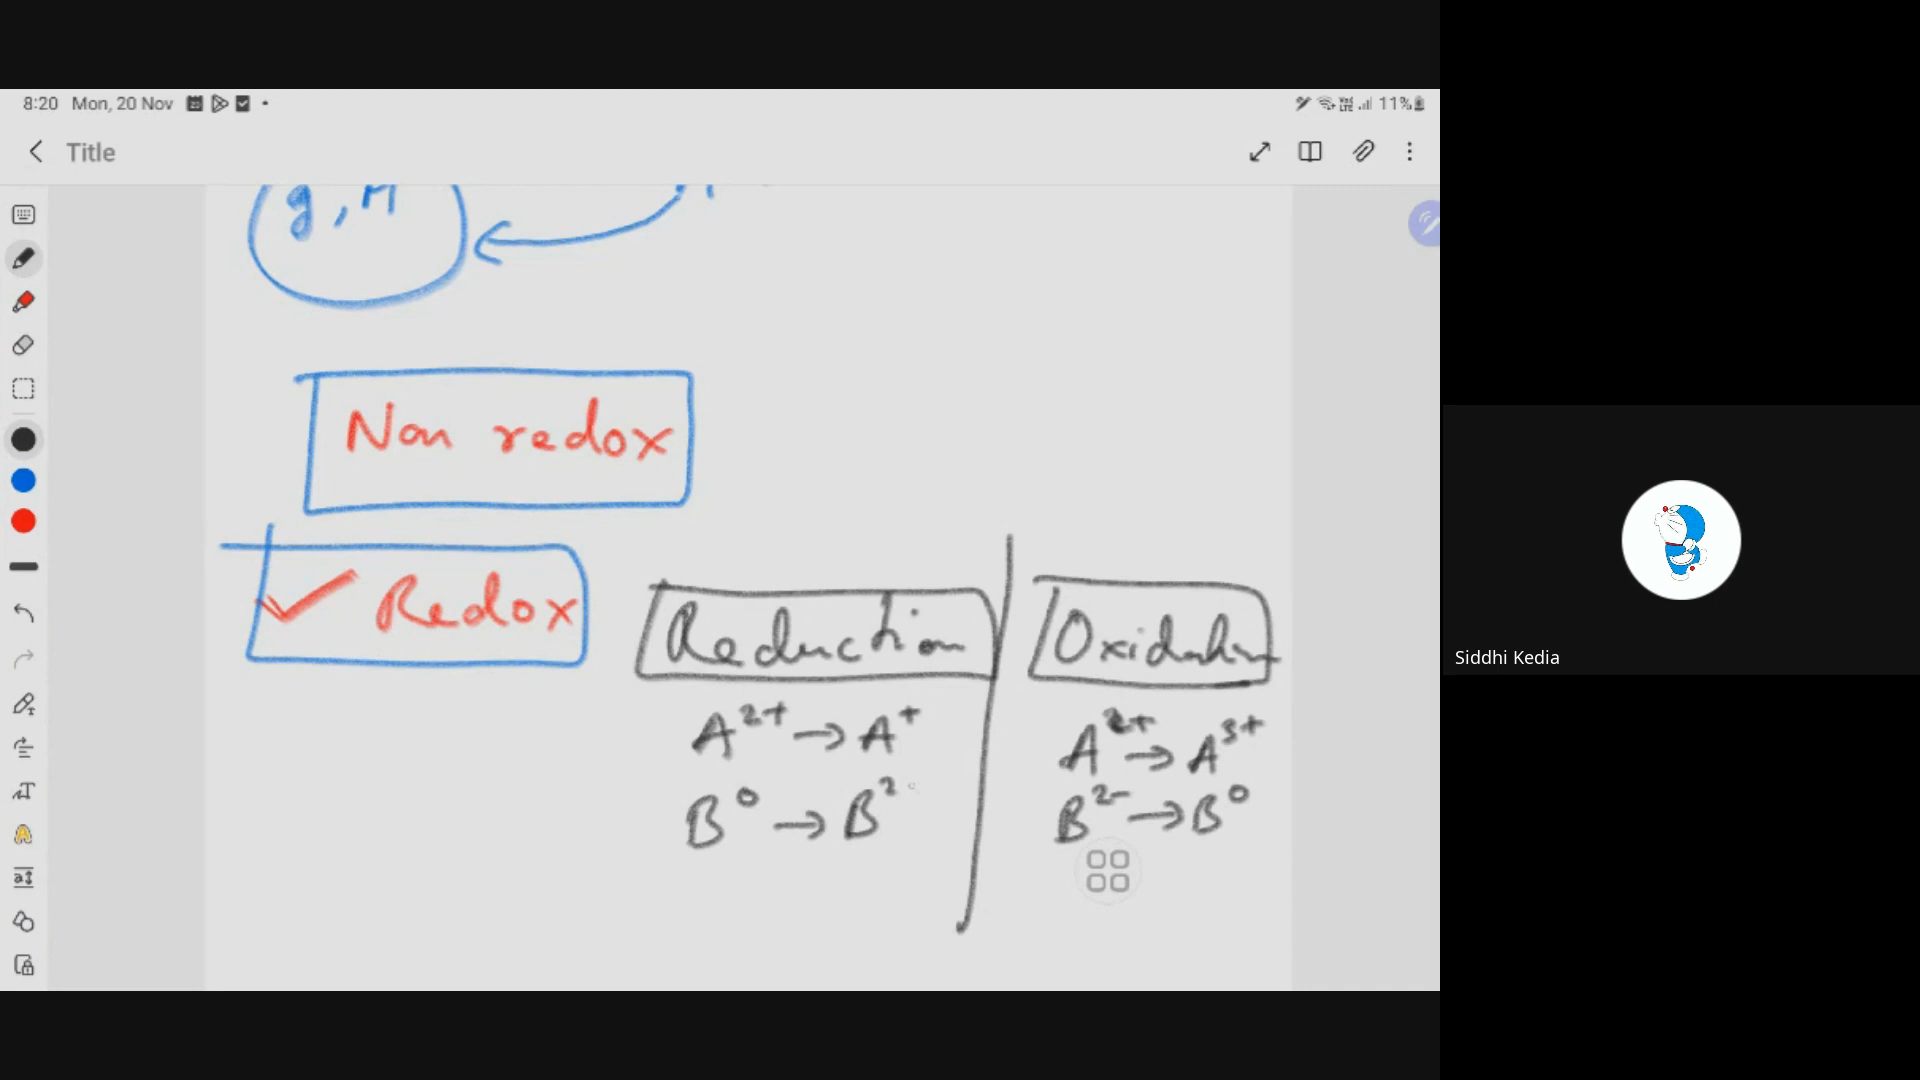 8:20 Mon, 20 Nov
11%
Title
g, M
Non redox
Redox
Reduction
Oxidation
A²⁺ → A⁺
A²⁺ → A³⁺
B⁰ → B²
B²⁻ → B⁰
Siddhi Kedia